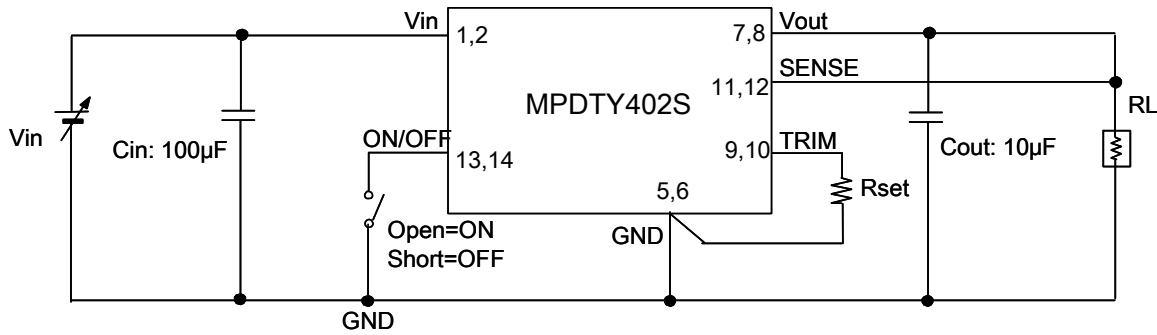 Vin
1,2
7,8
Vout
11,12
SENSE
MPDTY402S
Vin
Cin: 100µF
ON/OFF
13,14
9,10
TRIM
Cout: 10µF
RL
5,6
Rset
Open=ON
Short=OFF
GND
GND